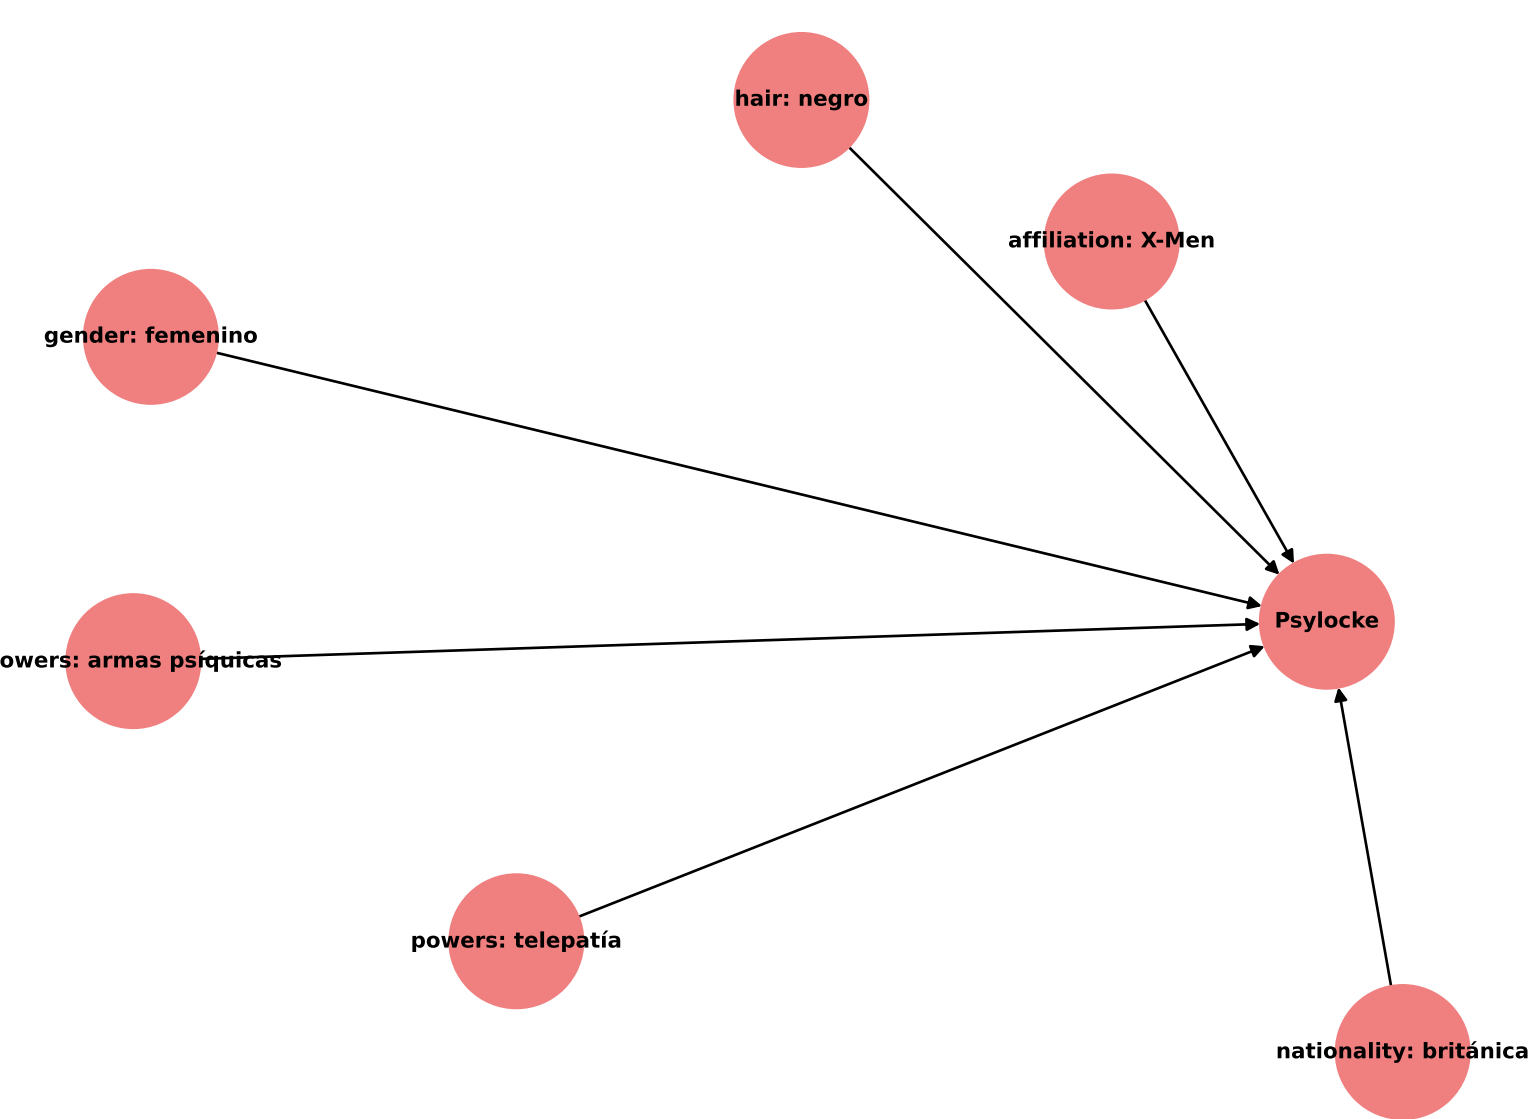 hair: negro
affiliation: X-Men
gender: femenino
Psylocke
owers: armas psíquicas
powers: telepatía
nationality: británica